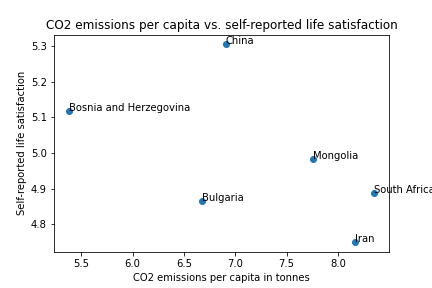 CO2 emissions per capita vs. self-reported life satisfaction
Self-reported life satisfaction
5.3
5.2
5.1
5.0
4.9
4.8
China
Bosnia and Herzegovina
Mongolia
South Africa
Bulgaria
Iran
5.5
6.0
6.5
7.0
7.5
8.0
CO2 emissions per capita in tonnes